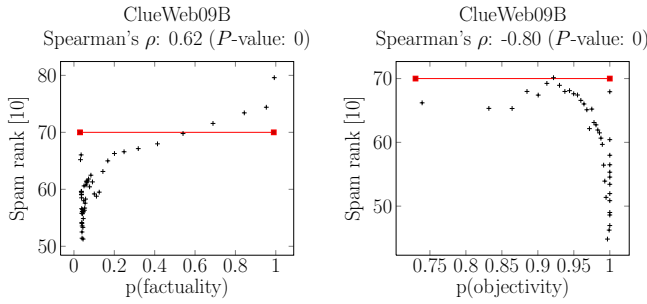 ClueWeb09B
Spearman's ρ: 0.62 (P-value: 0)
80
70
60
50
Spam rank [10]
0 0.2 0.4 0.6 0.8 1
p(factuality)
ClueWeb09B
Spearman's ρ: -0.80 (P-value: 0)
70
60
50
Spam rank [10]
0.75 0.8 0.85 0.9 0.95 1
p(objectivity)